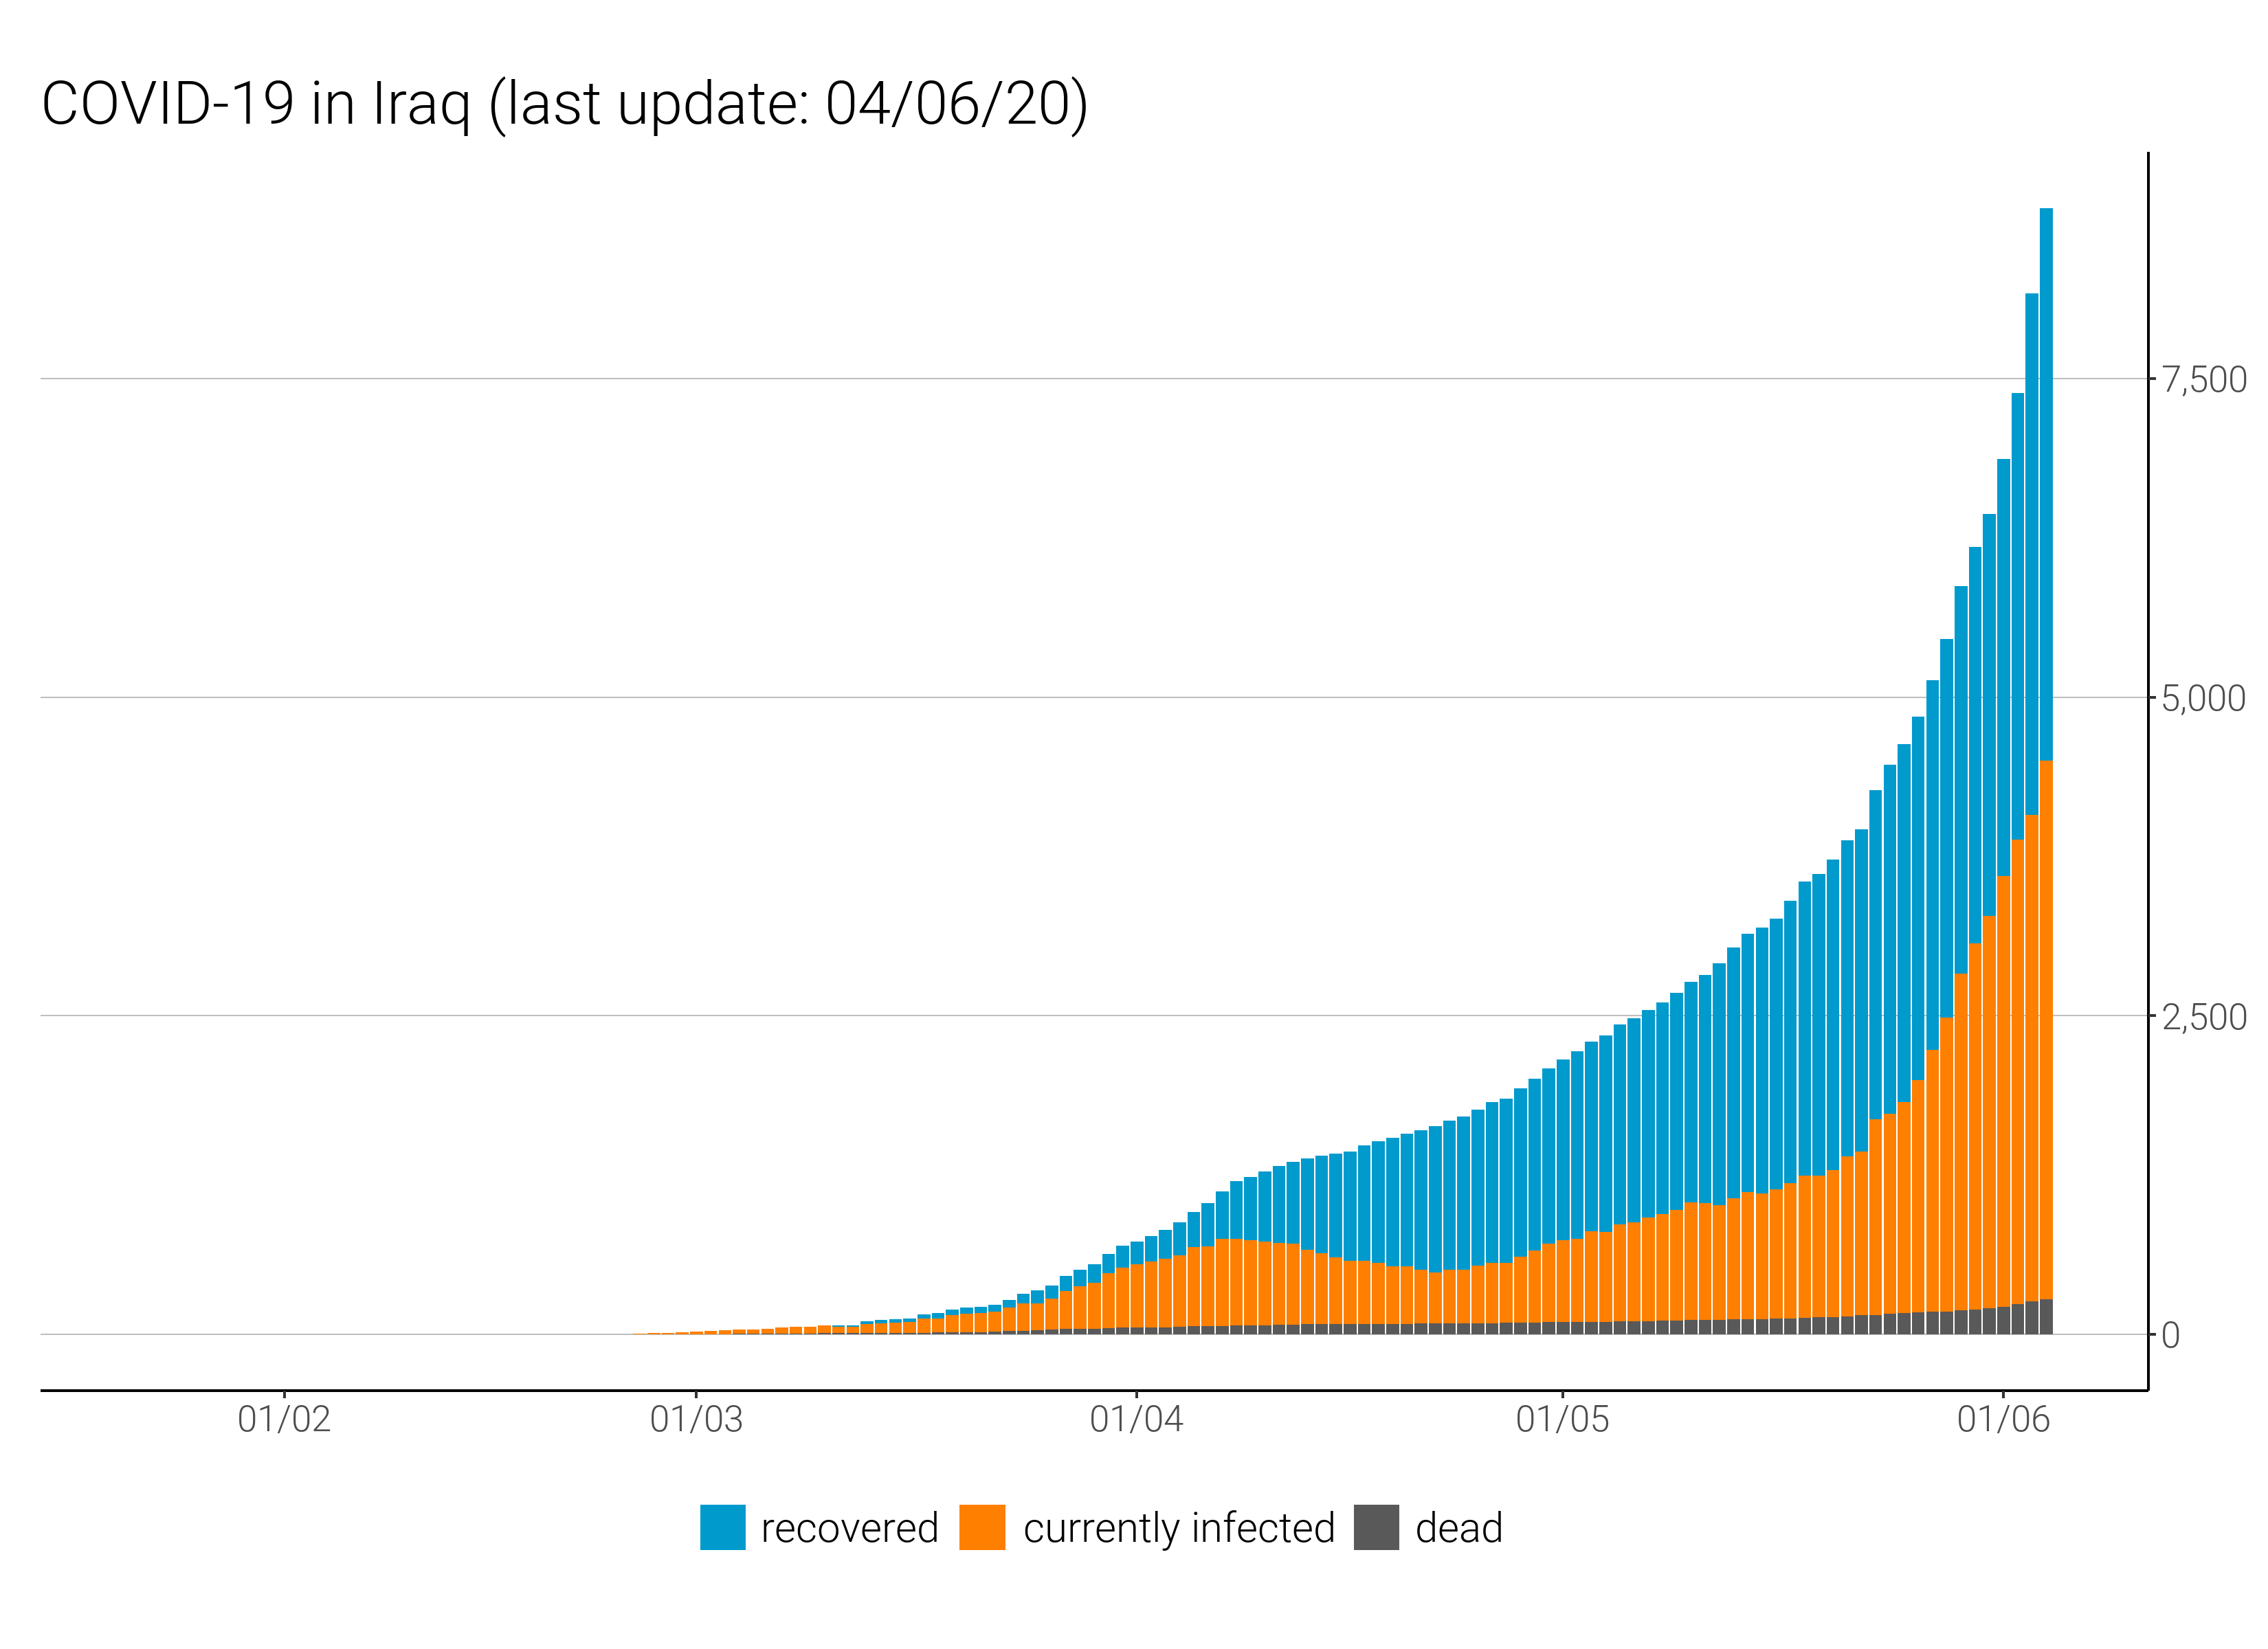 COVID-19 in Iraq (last update: 04/06/20)
7,500
5,000
2,500
0
01/02 01/03 01/04 01/05 01/06
recovered currently infected dead